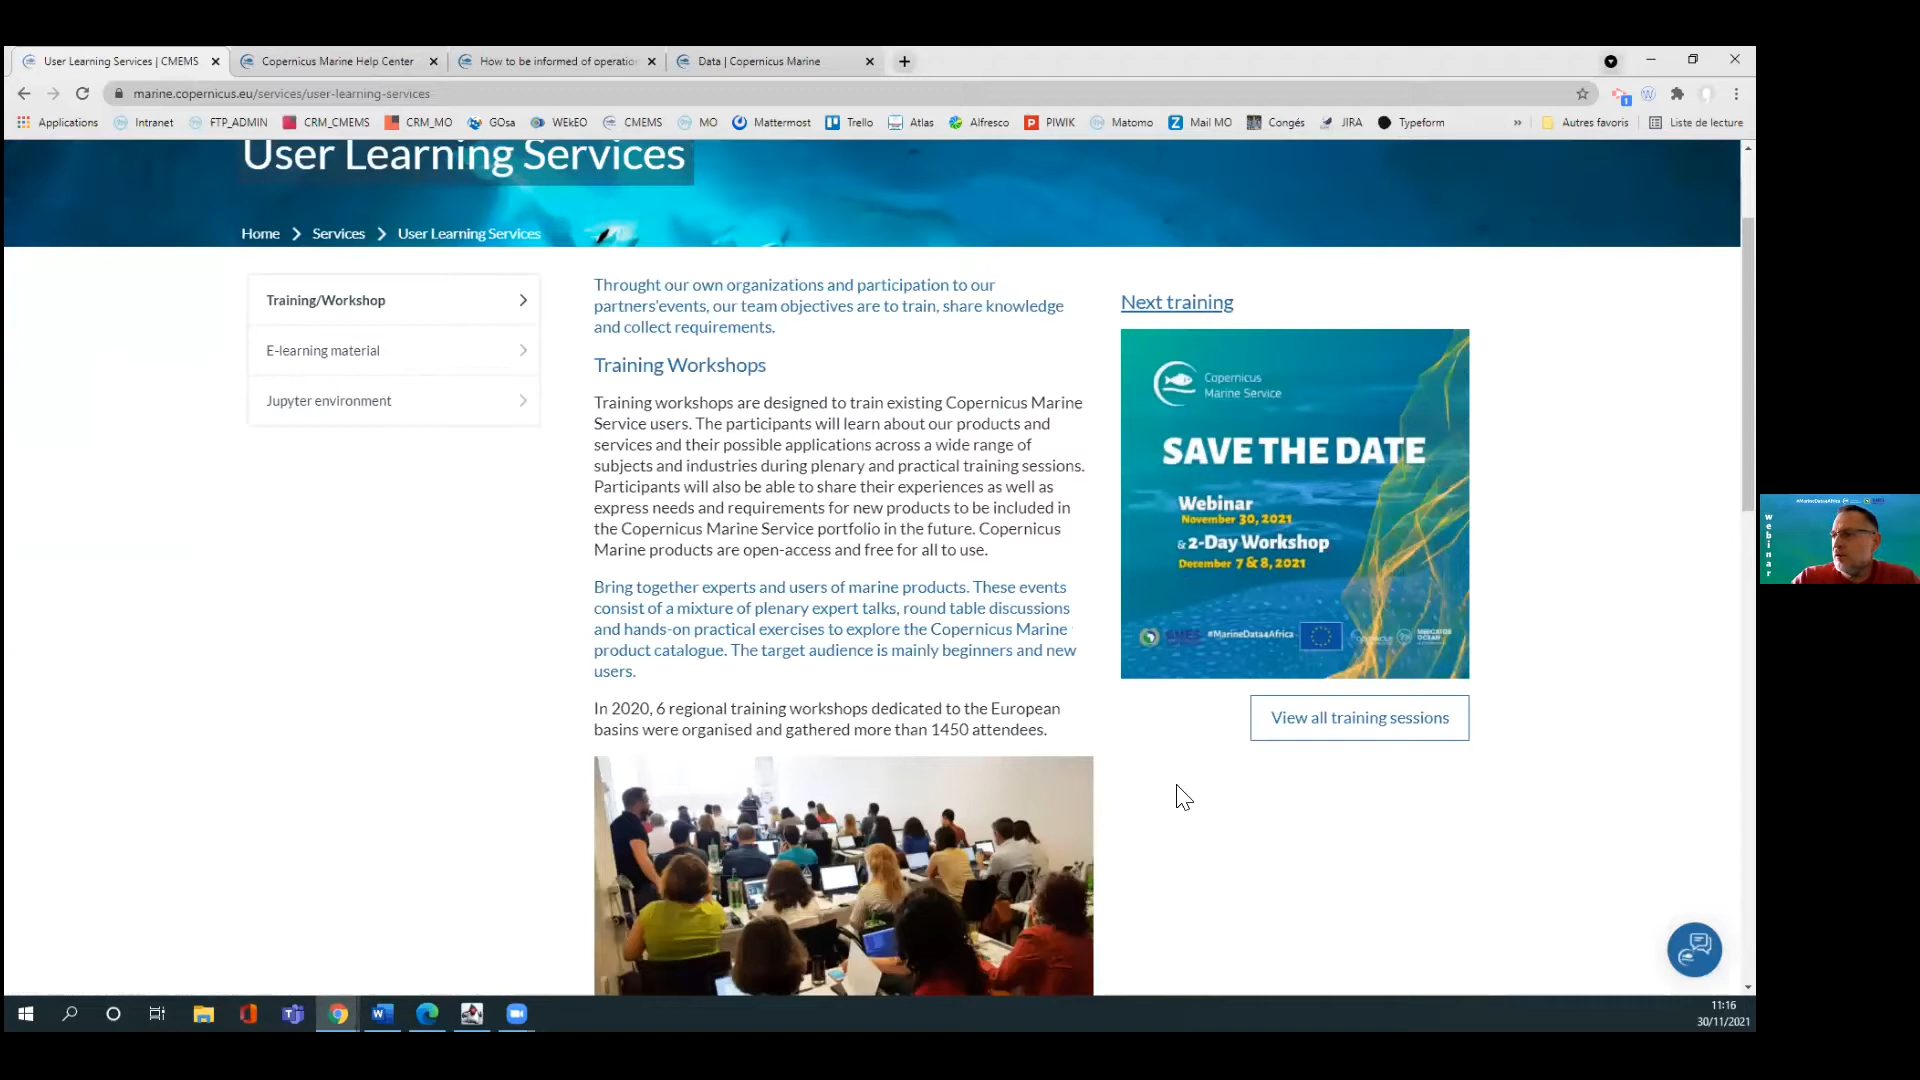 User Learning Services | CMEMS
Copernicus Marine Help Center
How to be informed of operatio
Data | Copernicus Marine
marine.copernicus.eu/services/user-learning-services
Applications
Intranet
FTP_ADMIN
CRM_CMEMS
CRM_MO
GOsa
WEkEO
CMEMS
MO
Mattermost
Trello
Atlas
Alfresco
PIWIK
Matomo
Mail MO
Congés
JIRA
Typeform
»
Autres favoris
Liste de lecture
User Learning Services
Home > Services > User Learning Services
Training/Workshop
E-learning material
Jupyter environment
Throught our own organizations and participation to our
partners'events, our team objectives are to train, share knowledge
and collect requirements.
Training Workshops
Training workshops are designed to train existing Copernicus Marine
Service users. The participants will learn about our products and
services and their possible applications across a wide range of
subjects and industries during plenary and practical training sessions.
Participants will also be able to share their experiences as well as
express needs and requirements for new products to be included in
the Copernicus Marine Service portfolio in the future. Copernicus
Marine products are open-access and free for all to use.
Bring together experts and users of marine products. These events
consist of a mixture of plenary expert talks, round table discussions
and hands-on practical exercises to explore the Copernicus Marine
product catalogue. The target audience is mainly beginners and new
users.
In 2020, 6 regional training workshops dedicated to the European
basins were organised and gathered more than 1450 attendees.
Next training
Copernicus
Marine Service
SAVE THE DATE
Webinar
November 30, 2021
& 2-Day Workshop
December 7 & 8, 2021
GMES
#MarineData4Africa
MERCATOR
OCEAN
View all training sessions
#MarineData4Africa
webinar
11:16
30/11/2021